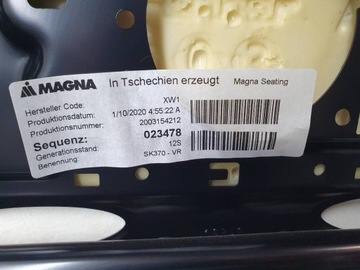 MAGNA In Tschechien erzeugt Magna Seating
Hersteller Code: XW1
Produktionsdatum: 1/10/2020 4:55:22 A
Produktionsnummer: 2003154212
Sequenz: 023478
Generationsstand: 12S
Benennung: SK370 - VR